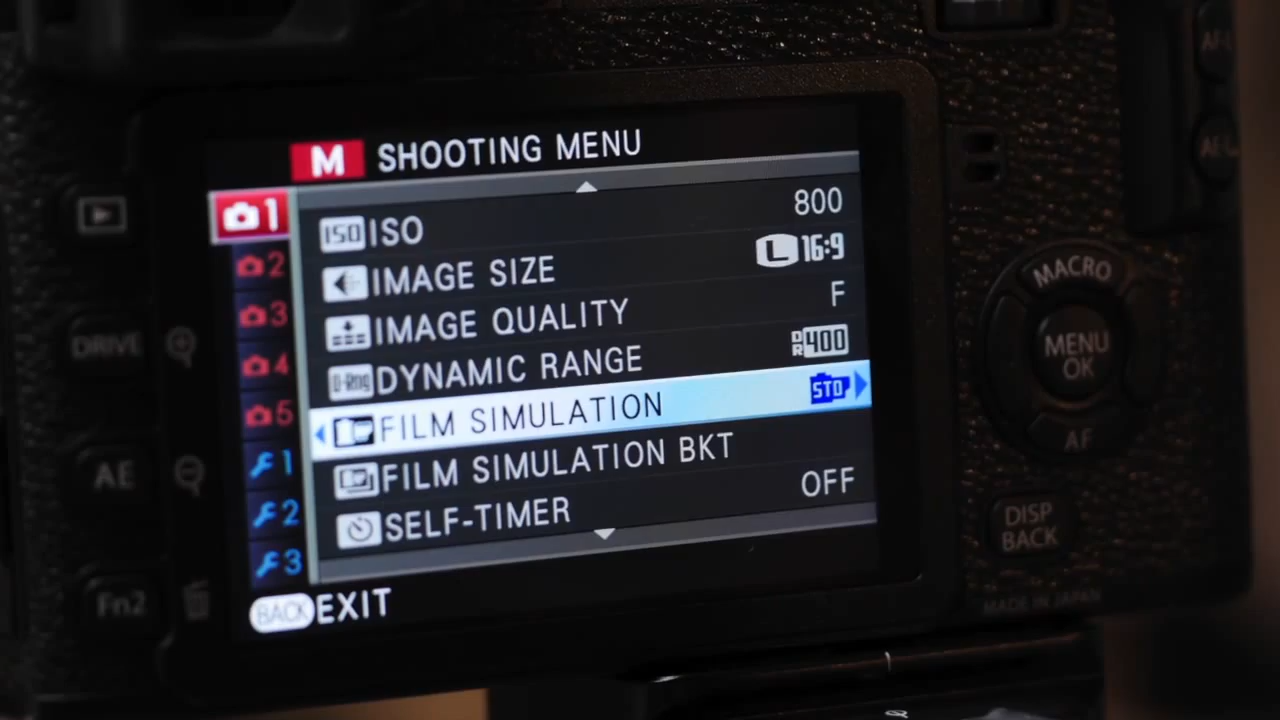 M SHOOTING MENU
1
ISO ISO 800
2
IMAGE SIZE L 16:9
3
IMAGE QUALITY F
4
D-Rng DYNAMIC RANGE DR 400
5
FILM SIMULATION STD
1
FILM SIMULATION BKT
2
SELF-TIMER OFF
3
BACK EXIT
DRIVE
AE
Fn2
MACRO
MENU
OK
AF
DISP
BACK
MADE IN JAPAN